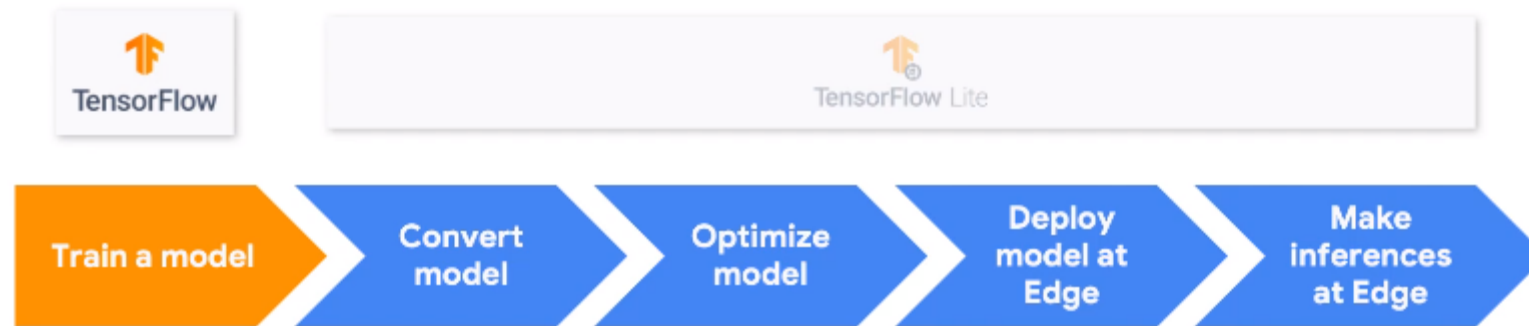 TensorFlow
TensorFlow Lite
Train a model
Convert
model
Optimize
model
Deploy
model at
Edge
Make
inferences
at Edge